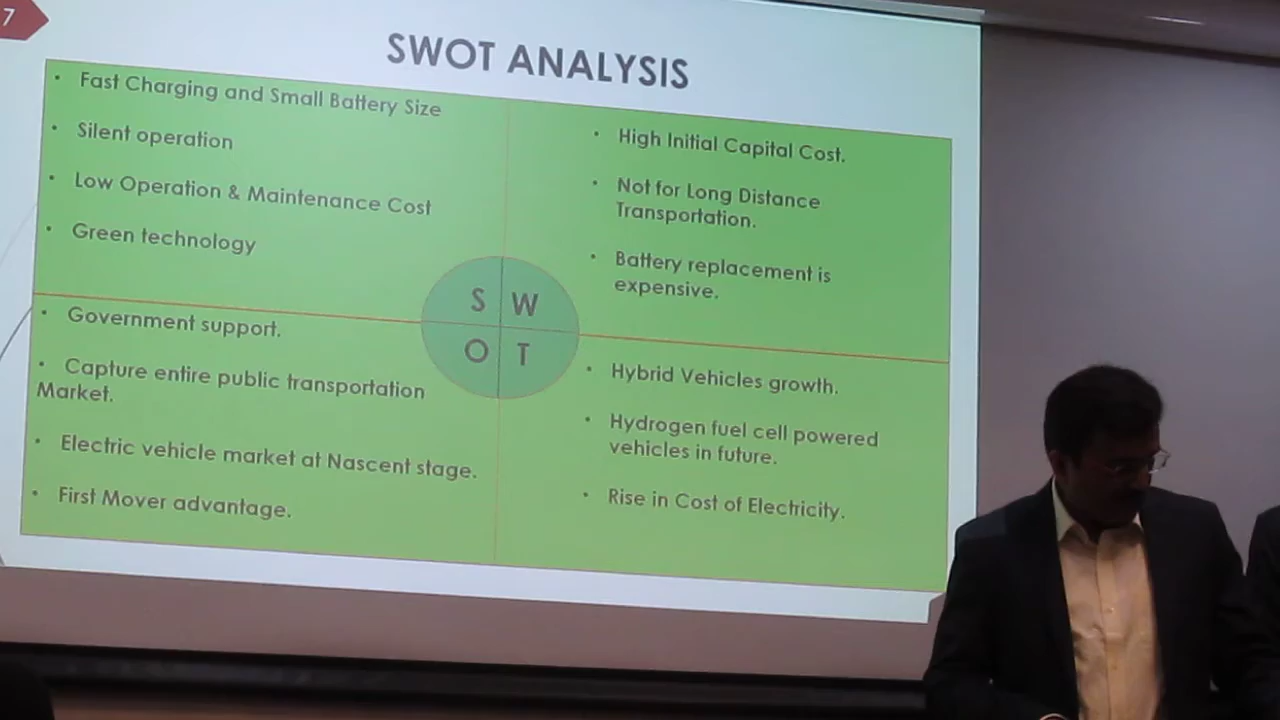 7
SWOT ANALYSIS
• Fast Charging and Small Battery Size
• Silent operation
• Low Operation & Maintenance Cost
• Green technology
• High Initial Capital Cost.
• Not for Long Distance
Transportation.
• Battery replacement is
expensive.
S W
O T
• Government support.
• Capture entire public transportation
Market.
• Electric vehicle market at Nascent stage.
• First Mover advantage.
• Hybrid Vehicles growth.
• Hydrogen fuel cell powered
vehicles in future.
• Rise in Cost of Electricity.